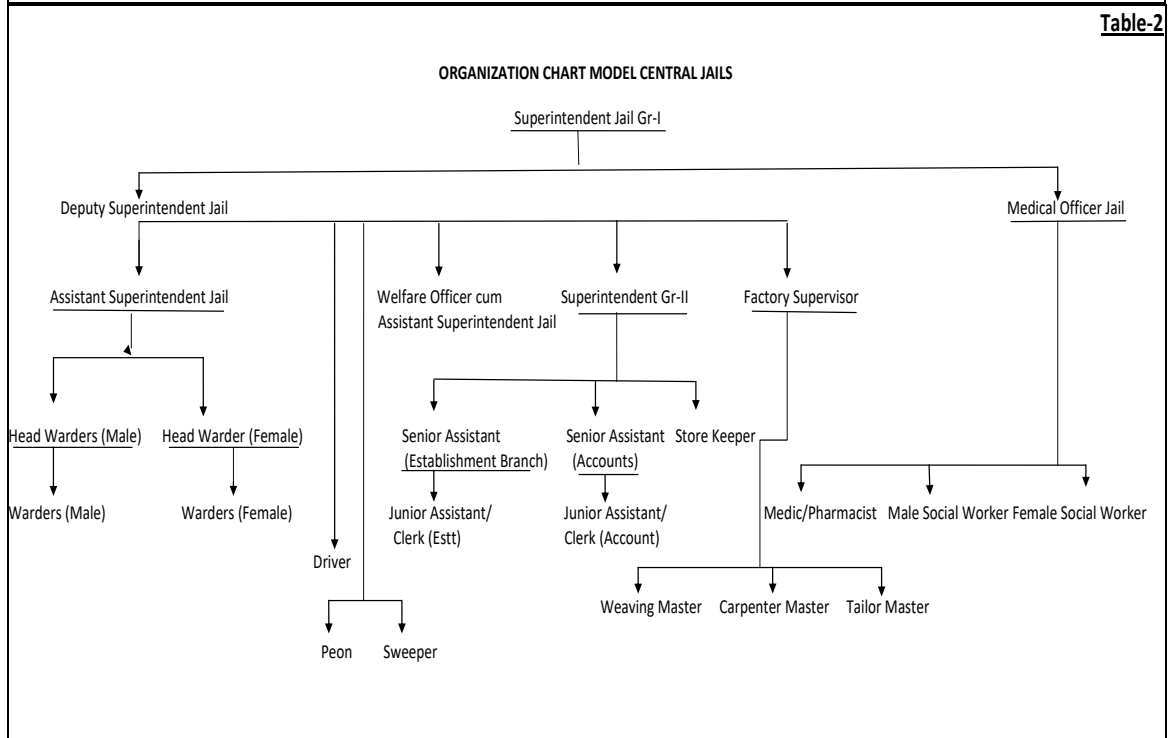 Table-2
ORGANIZATION CHART MODEL CENTRAL JAILS
Superintendent Jail Gr-I
Deputy Superintendent Jail
Medical Officer Jail
Assistant Superintendent Jail
Welfare Officer cum
Assistant Superintendent Jail
Superintendent Gr-II
Factory Supervisor
Head Warders (Male)
Head Warder (Female)
Senior Assistant
(Establishment Branch)
Senior Assistant
(Accounts)
Store Keeper
Warders (Male)
Warders (Female)
Junior Assistant/
Clerk (Estt)
Junior Assistant/
Clerk (Account)
Medic/Pharmacist
Male Social Worker
Female Social Worker
Driver
Weaving Master
Carpenter Master
Tailor Master
Peon
Sweeper